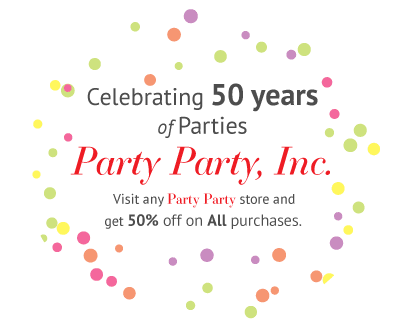 Celebrating 50 years
of Parties
Party Party, Inc.
Visit any Party Party store and
get 50% off on All purchases.